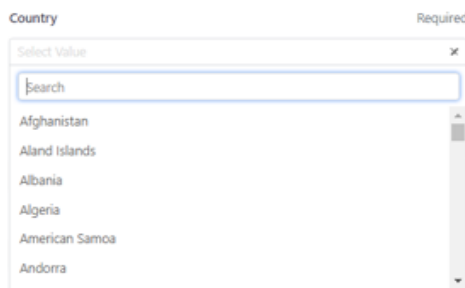 Country Required
Select Value
Search
Afghanistan
Aland Islands
Albania
Algeria
American Samoa
Andorra